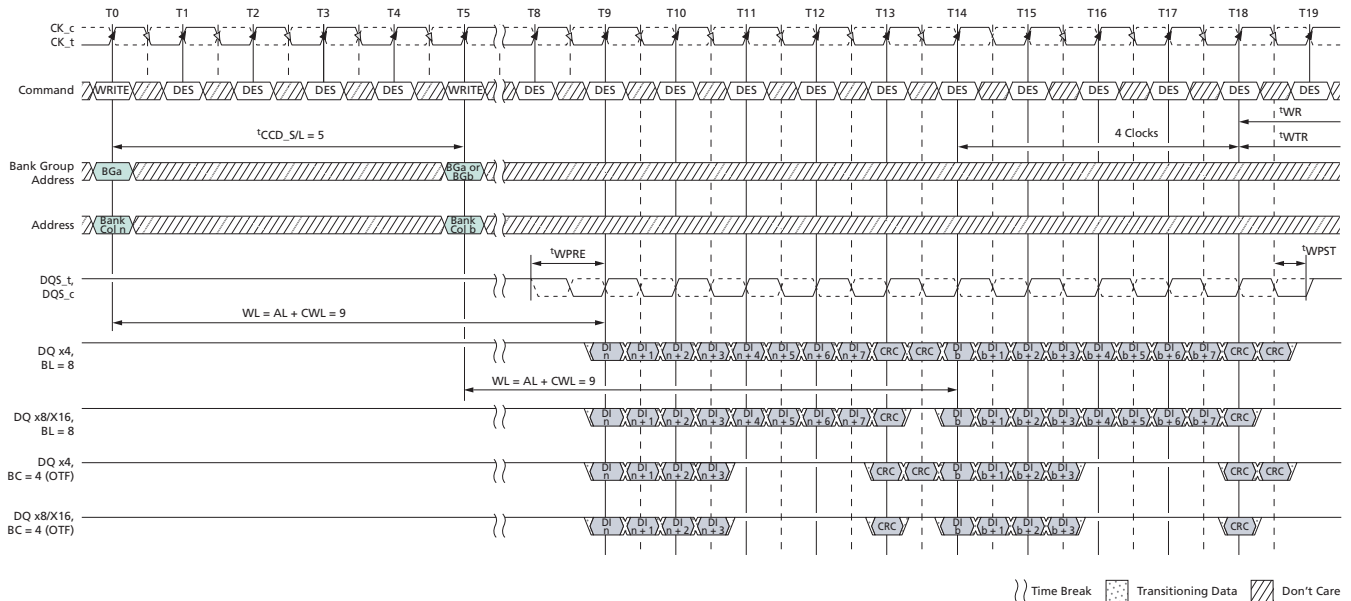 T0 T1 T2 T3 T4 T5 T8 T9 T10 T11 T12 T13 T14 T15 T16 T17 T18 T19
CK_c
CK_t
Command WRITE DES DES DES DES WRITE DES DES DES DES DES DES DES DES DES DES DES DES
tWR
tCCD_S/L = 5
4 Clocks
tWTR
Bank Group
Address
BGa
BGa or
BGb
Address
Bank
Col n
Bank
Col b
tWPRE
tWPST
DQS_t,
DQS_c
WL = AL + CWL = 9
DQ x4,
BL = 8
DI n DI n + 1 DI n + 2 DI n + 3 DI n + 4 DI n + 5 DI n + 6 DI n + 7 CRC CRC DI b DI b + 1 DI b + 2 DI b + 3 DI b + 4 DI b + 5 DI b + 6 DI b + 7 CRC CRC
WL = AL + CWL = 9
DQ x8/X16,
BL = 8
DI n DI n + 1 DI n + 2 DI n + 3 DI n + 4 DI n + 5 DI n + 6 DI n + 7 CRC DI b DI b + 1 DI b + 2 DI b + 3 DI b + 4 DI b + 5 DI b + 6 DI b + 7 CRC
DQ x4,
BC = 4 (OTF)
DI n DI n + 1 DI n + 2 DI n + 3 CRC CRC DI b DI b + 1 DI b + 2 DI b + 3 CRC CRC
DQ x8/X16,
BC = 4 (OTF)
DI n DI n + 1 DI n + 2 DI n + 3 CRC DI b DI b + 1 DI b + 2 DI b + 3 CRC
Time Break Transitioning Data Don't Care